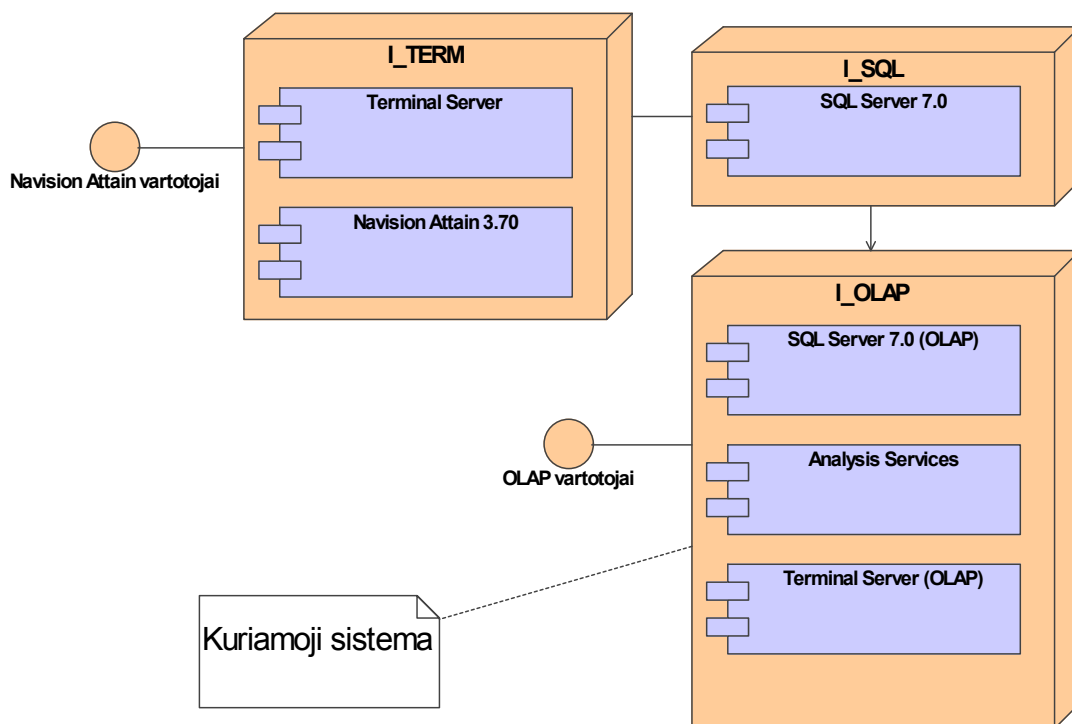 I_TERM
Terminal Server
Navision Attain 3.70
Navision Attain vartotojai
I_SQL
SQL Server 7.0
I_OLAP
SQL Server 7.0 (OLAP)
Analysis Services
Terminal Server (OLAP)
OLAP vartotojai
Kuriamoji sistema